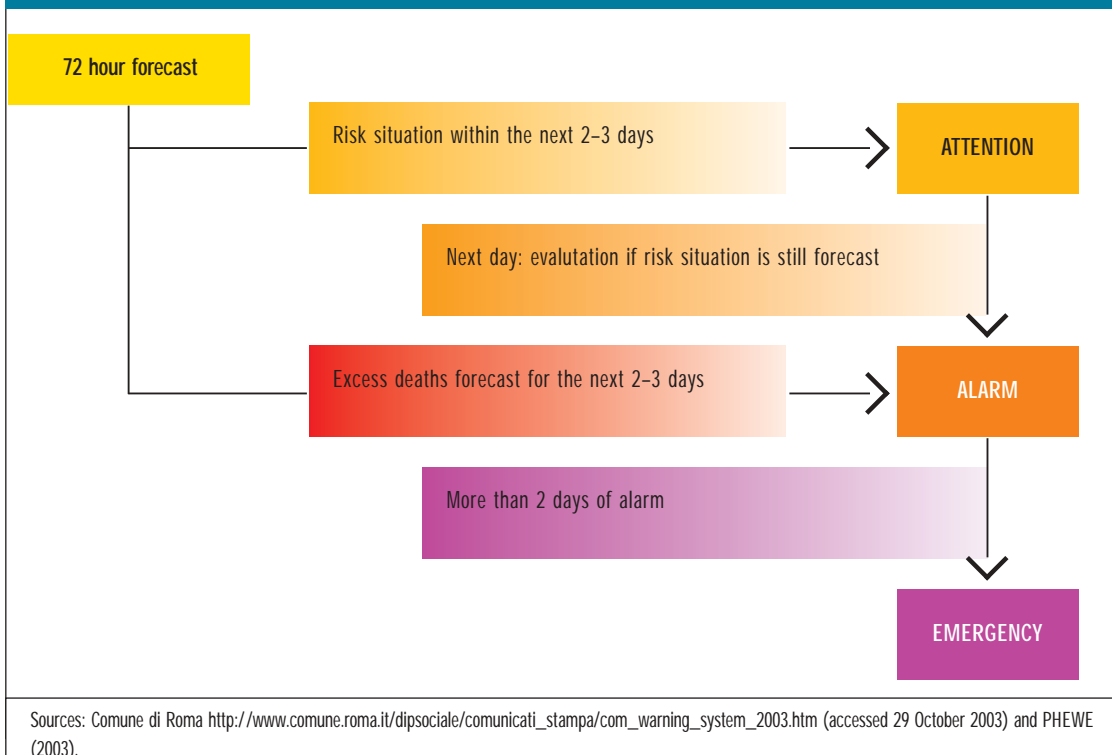 72 hour forecast
Risk situation within the next 2–3 days
ATTENTION
Next day: evalutation if risk situation is still forecast
Excess deaths forecast for the next 2–3 days
ALARM
More than 2 days of alarm
EMERGENCY
Sources: Comune di Roma http://www.comune.roma.it/dipsociale/comunicati_stampa/com_warning_system_2003.htm (accessed 29 October 2003) and PHEWE
(2003).